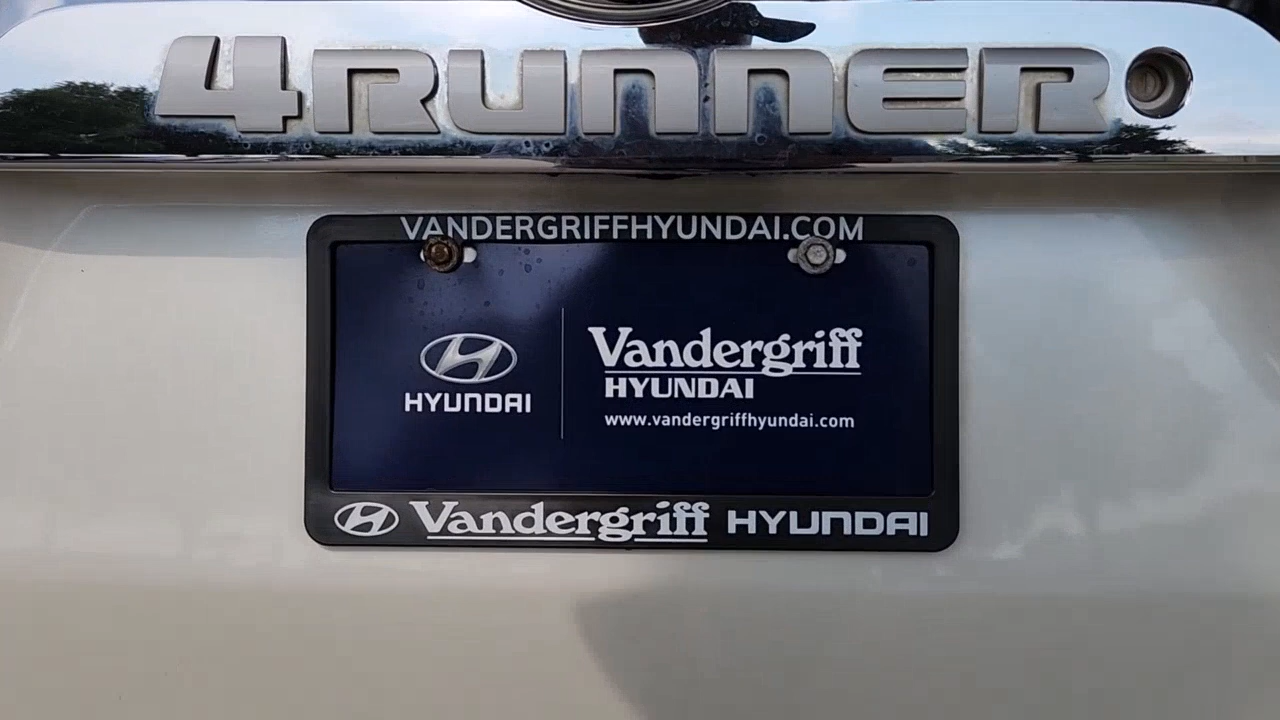 4RUNNER
VANDERGRIFFHYUNDAI.COM
HYUNDAI
Vandergriff
HYUNDAI
www.vandergriffhyundai.com
Vandergriff HYUNDAI